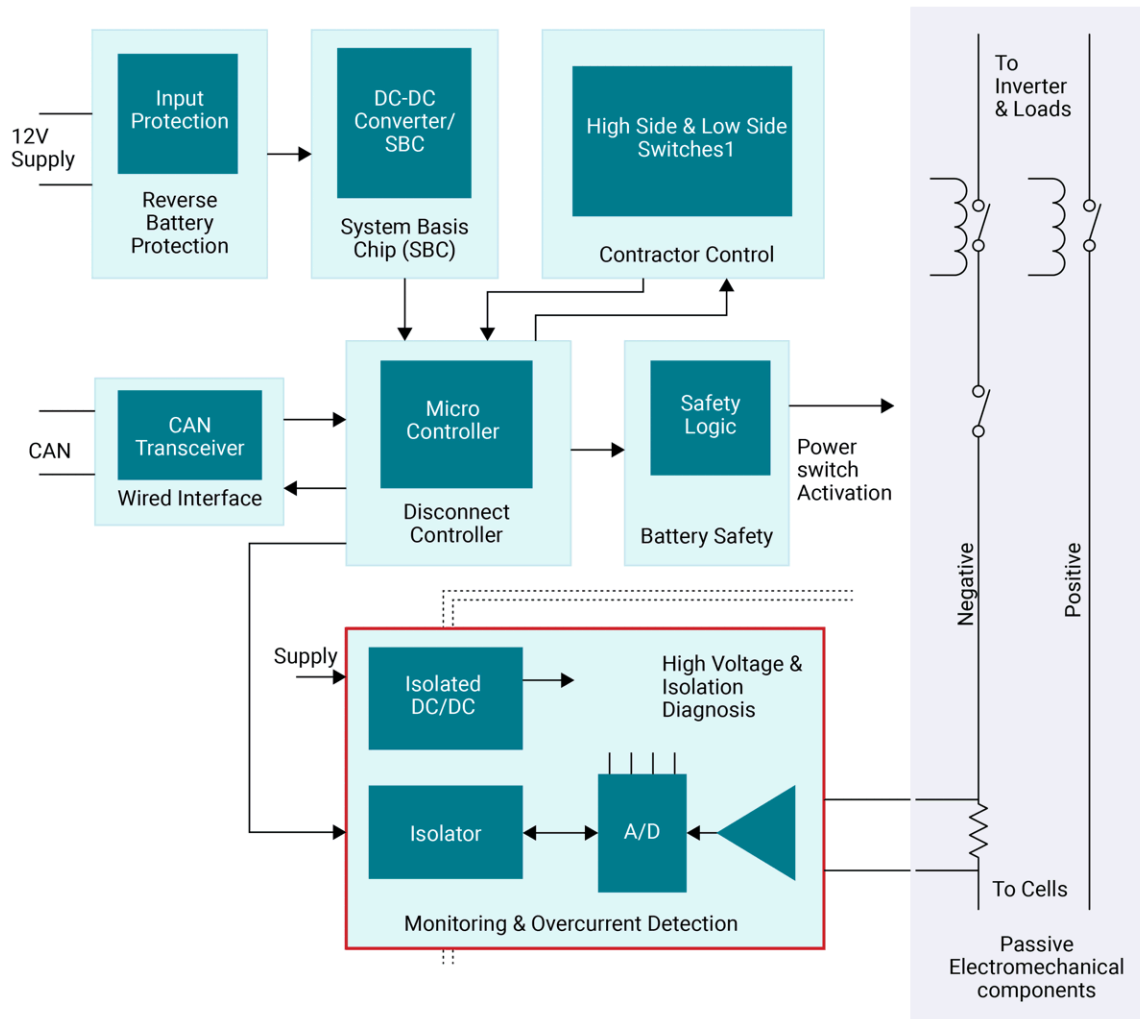 12V
Supply
Input
Protection
Reverse
Battery
Protection
DC-DC
Converter/
SBC
System Basis
Chip (SBC)
High Side & Low Side
Switches1
Contractor Control
To
Inverter
& Loads
CAN
CAN
Transceiver
Wired Interface
Micro
Controller
Disconnect
Controller
Safety
Logic
Battery Safety
Power
switch
Activation
Negative
Positive
Supply
Isolated
DC/DC
High Voltage &
Isolation
Diagnosis
Isolator
A/D
Monitoring & Overcurrent Detection
To Cells
Passive
Electromechanical
components